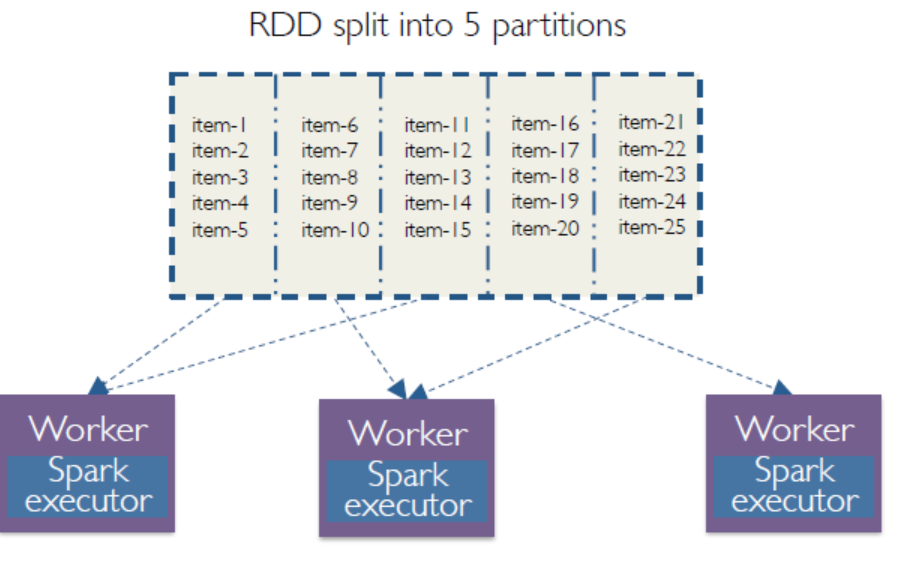 RDD split into 5 partitions
item-1
item-2
item-3
item-4
item-5
item-6
item-7
item-8
item-9
item-10
item-11
item-12
item-13
item-14
item-15
item-16
item-17
item-18
item-19
item-20
item-21
item-22
item-23
item-24
item-25
Worker
Spark
executor
Worker
Spark
executor
Worker
Spark
executor